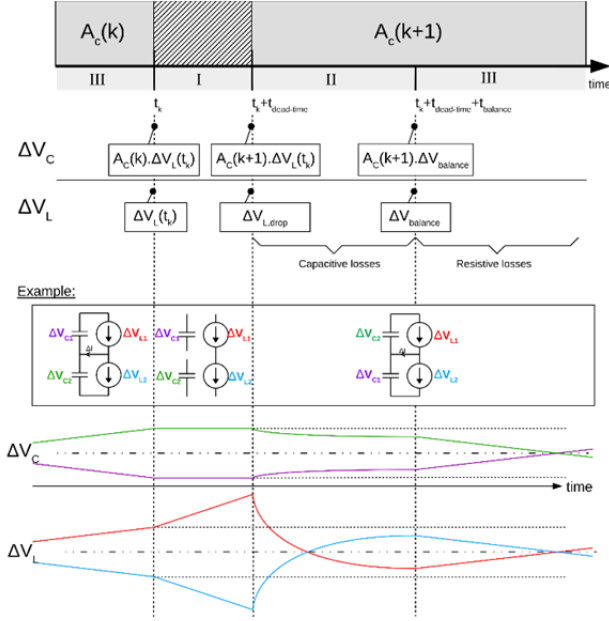 A_c(k) A_c(k+1)
III I II III
time
t_k t_k+t_dead-time t_k+t_dead-time+t_balance
ΔV_C A_C(k).ΔV_L(t_k) A_C(k+1).ΔV_L(t_k) A_C(k+1).ΔV_balance
ΔV_L ΔV_L(t_k) ΔV_L,drop ΔV_balance
Capacitive losses Resistive losses
Example:
ΔV_C1 ΔV_L1 ΔV_C1 ΔV_L1 ΔV_C2 ΔV_L1
ΔI ΔI
ΔV_C2 ΔV_L2 ΔV_C2 ΔV_L2 ΔV_C1 ΔV_L2
ΔV_C
time
ΔV_L